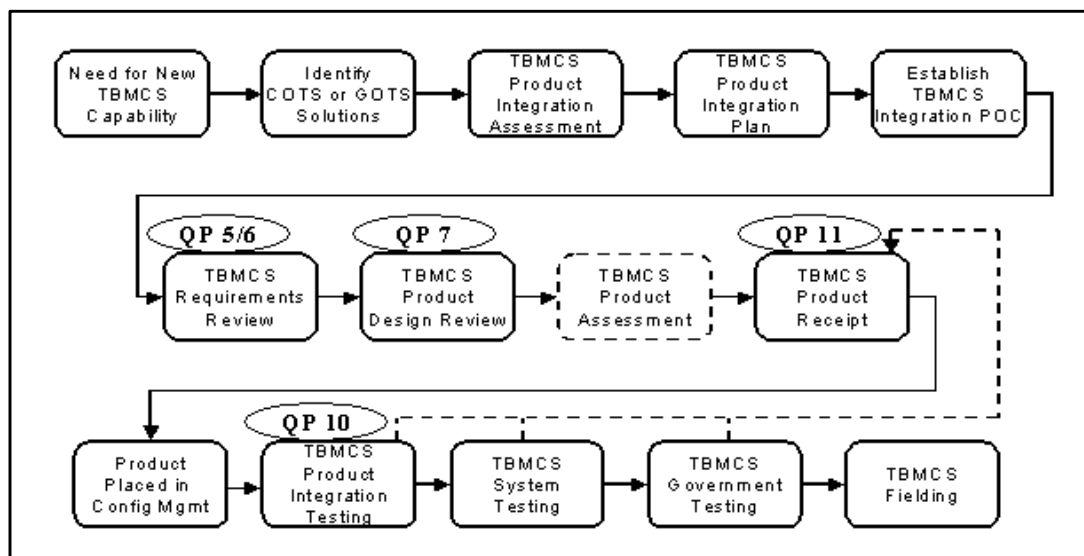 Need for New
TBMCS
Capability
Identify
COTS or GOTS
Solutions
TBMCS
Product
Integration
Assessment
TBMCS
Product
Integration
Plan
Establish
TBMCS
Integration POC
QP 5/6
TBMCS
Requirements
Review
QP 7
TBMCS
Product
Design Review
TBMCS
Product
Assessment
QP 11
TBMCS
Product
Receipt
Product
Placed in
Config Mgmt
QP 10
TBMCS
Product
Integration
Testing
TBMCS
System
Testing
TBMCS
Government
Testing
TBMCS
Fielding